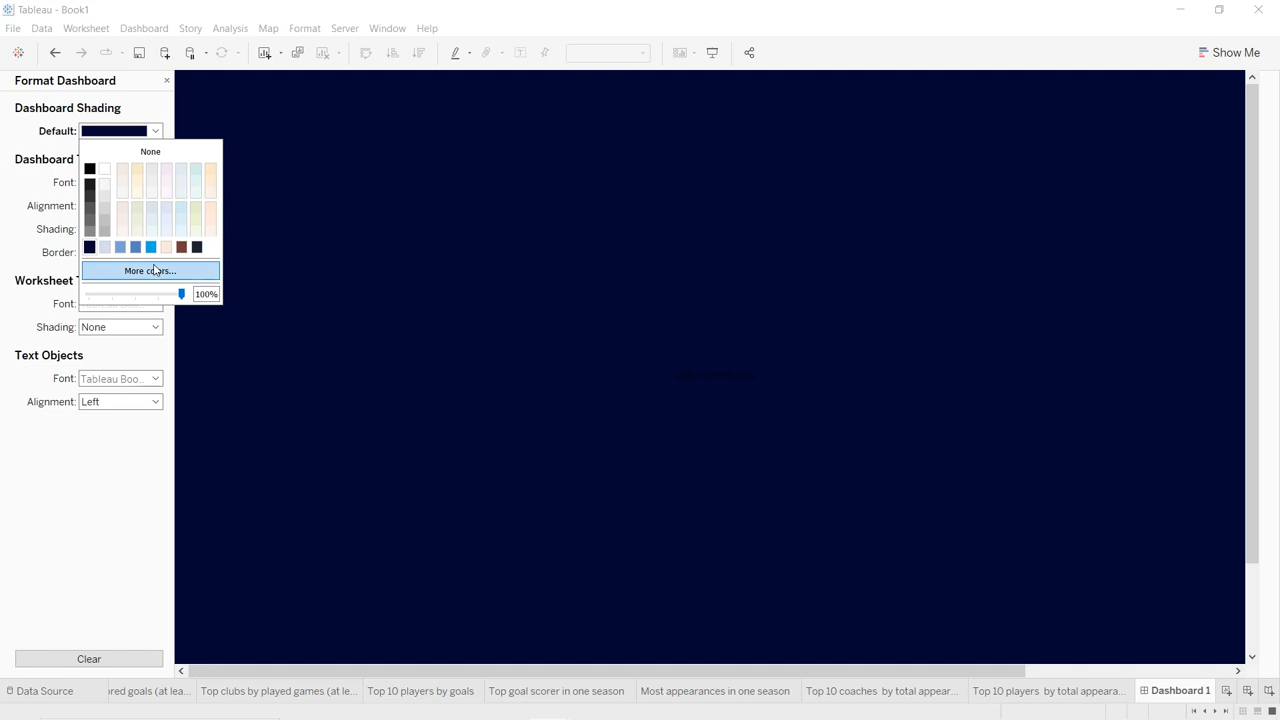 Tableau - Book1
File Data Worksheet Dashboard Story Analysis Map Format Server Window Help
Show Me
Format Dashboard
Dashboard Shading
Default:
None
Dashboard
Font:
Alignment:
Shading:
Border:
More colors...
Worksheet
100%
Font:
Shading: None
Text Objects
Font: Tableau Boo..
Alignment: Left
Clear
Data Source
ored goals (at lea...
Top clubs by played games (at le...
Top 10 players by goals
Top goal scorer in one season
Most appearances in one season
Top 10 coaches by total appear...
Top 10 players by total appeara...
Dashboard 1